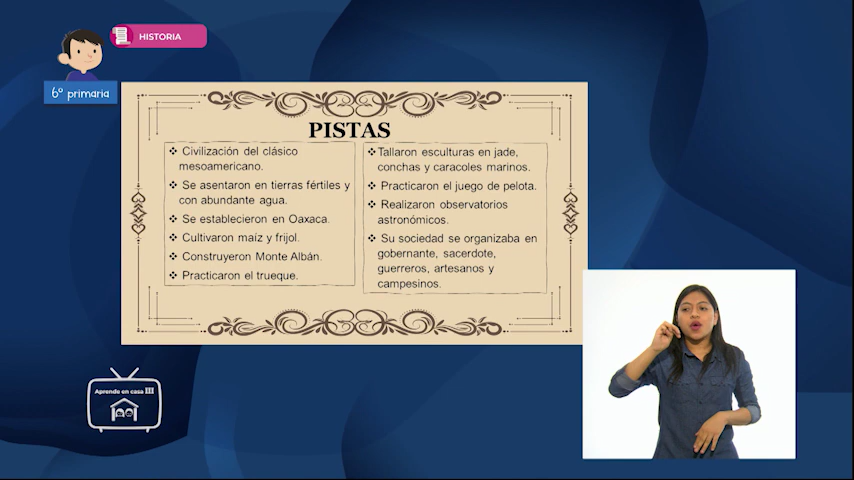 HISTORIA
6° primaria
PISTAS
❖ Civilización del clásico
mesoamericano.
❖ Se asentaron en tierras fértiles y
con abundante agua.
❖ Se establecieron en Oaxaca.
❖ Cultivaron maíz y frijol.
❖ Construyeron Monte Albán.
❖ Practicaron el trueque.
❖ Tallaron esculturas en jade,
conchas y caracoles marinos.
❖ Practicaron el juego de pelota.
❖ Realizaron observatorios
astronómicos.
❖ Su sociedad se organizaba en
gobernante, sacerdote,
guerreros, artesanos y
campesinos.
Aprende en casa III